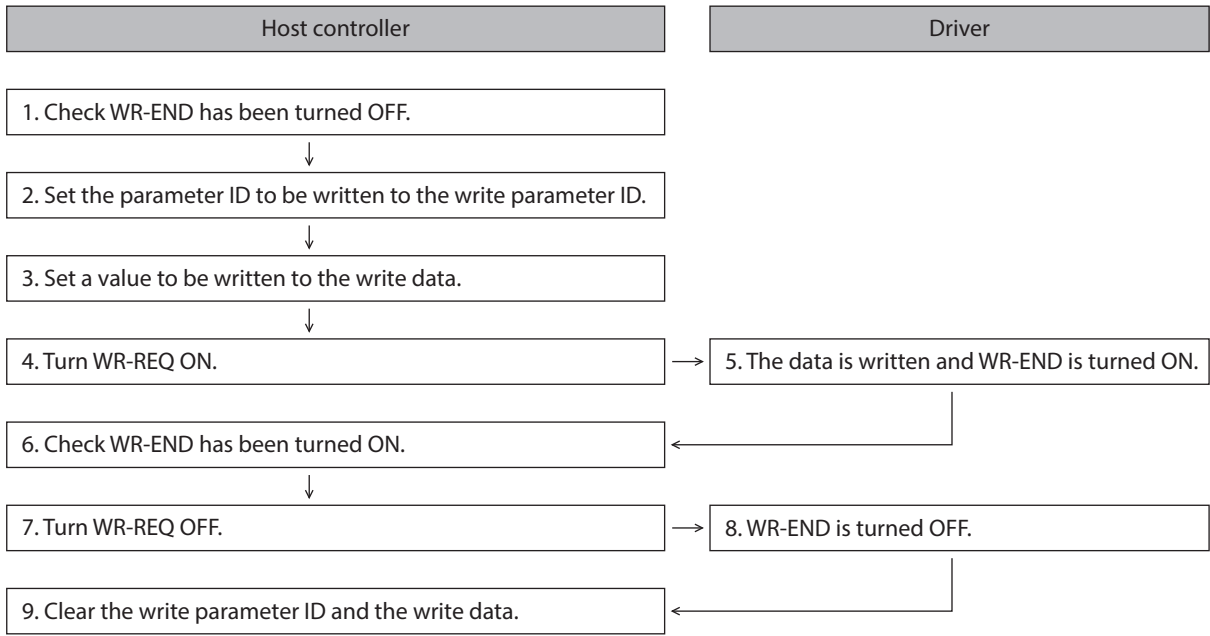 Host controller
Driver
1. Check WR-END has been turned OFF.
2. Set the parameter ID to be written to the write parameter ID.
3. Set a value to be written to the write data.
4. Turn WR-REQ ON.
5. The data is written and WR-END is turned ON.
6. Check WR-END has been turned ON.
7. Turn WR-REQ OFF.
8. WR-END is turned OFF.
9. Clear the write parameter ID and the write data.